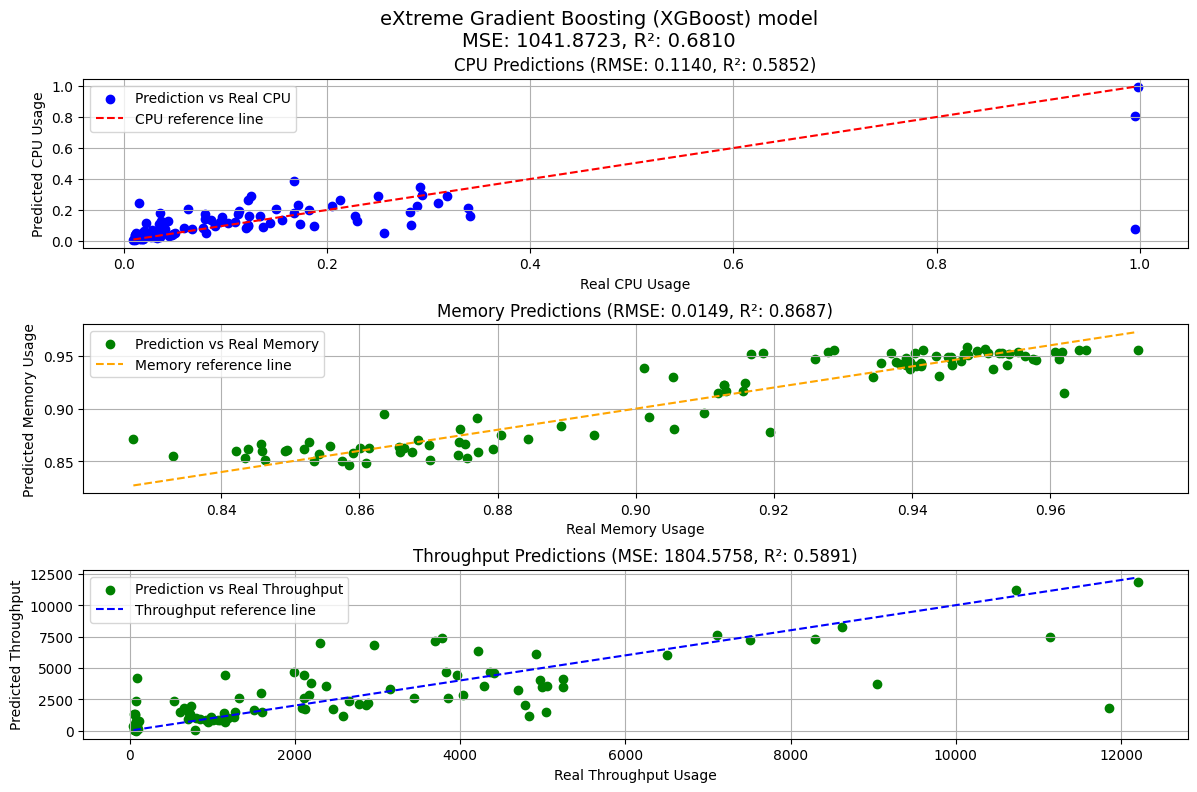 eXtreme Gradient Boosting (XGBoost) model
MSE: 1041.8723, R²: 0.6810
CPU Predictions (RMSE: 0.1140, R²: 0.5852)
Predicted CPU Usage
1.0
0.8
0.6
0.4
0.2
0.0
Prediction vs Real CPU
CPU reference line
0.0 0.2 0.4 0.6 0.8 1.0
Real CPU Usage
Memory Predictions (RMSE: 0.0149, R²: 0.8687)
Predicted Memory Usage
0.95
0.90
0.85
Prediction vs Real Memory
Memory reference line
0.84 0.86 0.88 0.90 0.92 0.94 0.96
Real Memory Usage
Throughput Predictions (MSE: 1804.5758, R²: 0.5891)
Predicted Throughput
12500
10000
7500
5000
2500
0
Prediction vs Real Throughput
Throughput reference line
0 2000 4000 6000 8000 10000 12000
Real Throughput Usage